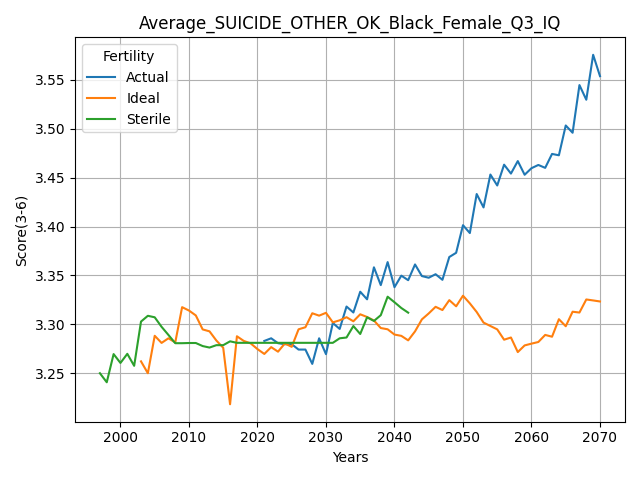 Average_SUICIDE_OTHER_OK_Black_Female_Q3_IQ
Fertility
Actual
Ideal
Sterile
Score(3-6)
3.55
3.50
3.45
3.40
3.35
3.30
3.25
2000 2010 2020 2030 2040 2050 2060 2070
Years